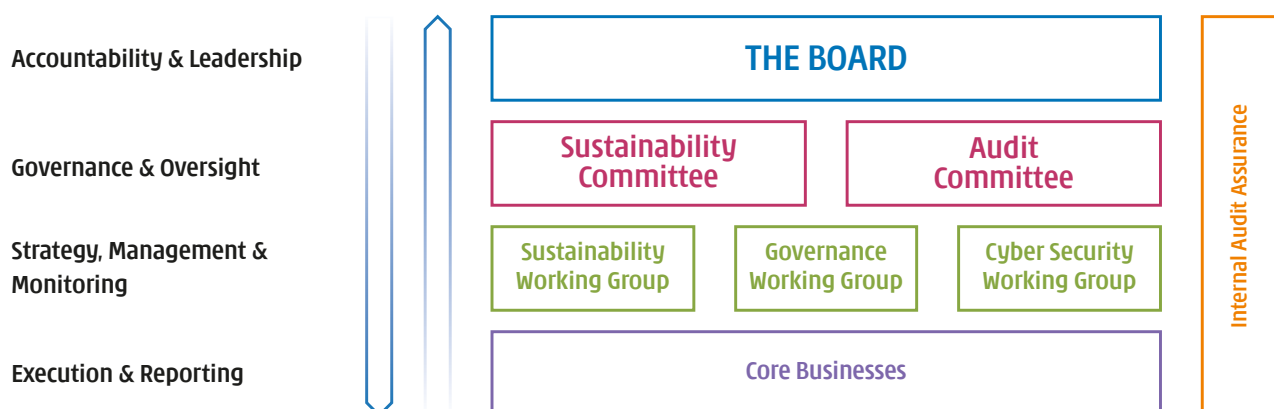 Accountability & Leadership
THE BOARD
Governance & Oversight
Sustainability
Committee
Audit
Committee
Strategy, Management &
Monitoring
Sustainability
Working Group
Governance
Working Group
Cyber Security
Working Group
Execution & Reporting
Core Businesses
Internal Audit Assurance